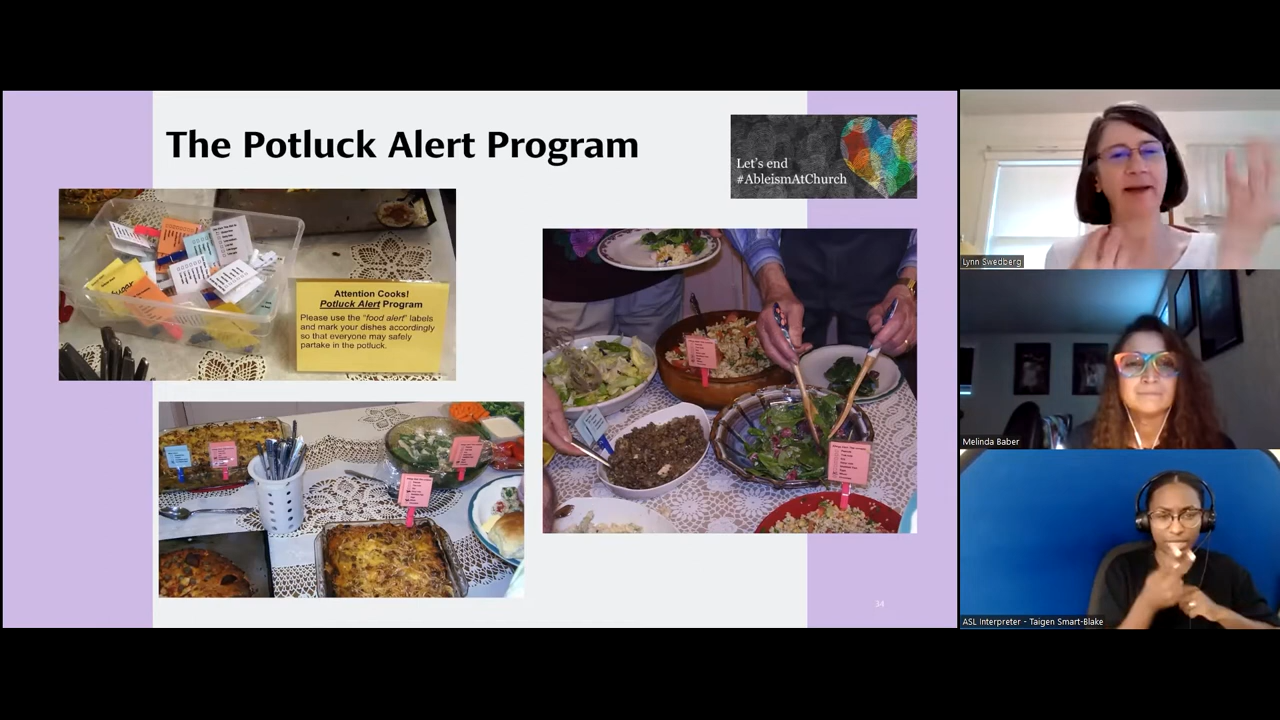 The Potluck Alert Program
Let's end
#AbleismAtChurch
Attention Cooks!
Potluck Alert Program
Please use the "food alert" labels
and mark your dishes accordingly
so that everyone may safely
partake in the potluck.
34
Lynn Swedberg
Melinda Baber
ASL Interpreter - Taigen Smart-Blake